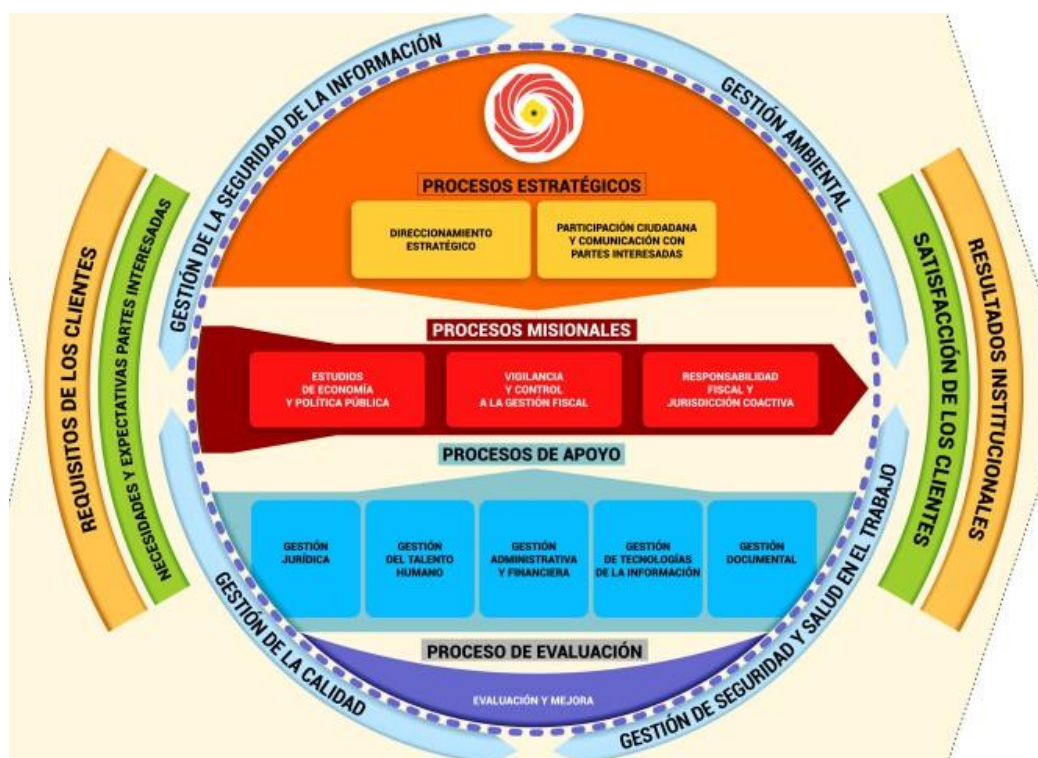 REQUISITOS DE LOS CLIENTES
NECESIDADES Y EXPECTATIVAS PARTES INTERESADAS
GESTIÓN DE LA SEGURIDAD DE LA INFORMACIÓN
GESTIÓN AMBIENTAL
PROCESOS ESTRATÉGICOS
DIRECCIONAMIENTO
ESTRATÉGICO
PARTICIPACIÓN CIUDADANA
Y COMUNICACIÓN CON
PARTES INTERESADAS
PROCESOS MISIONALES
ESTUDIOS
DE ECONOMÍA
Y POLÍTICA PÚBLICA
VIGILANCIA
Y CONTROL
A LA GESTIÓN FISCAL
RESPONSABILIDAD
FISCAL Y
JURISDICCIÓN COACTIVA
PROCESOS DE APOYO
GESTIÓN
JURÍDICA
GESTIÓN
DEL TALENTO
HUMANO
GESTIÓN
ADMINISTRATIVA
Y FINANCIERA
GESTIÓN
DE TECNOLOGÍAS
DE LA INFORMACIÓN
GESTIÓN
DOCUMENTAL
PROCESO DE EVALUACIÓN
EVALUACIÓN Y MEJORA
GESTIÓN DE LA CALIDAD
GESTIÓN DE SEGURIDAD Y SALUD EN EL TRABAJO
SATISFACCIÓN DE LOS CLIENTES
RESULTADOS INSTITUCIONALES